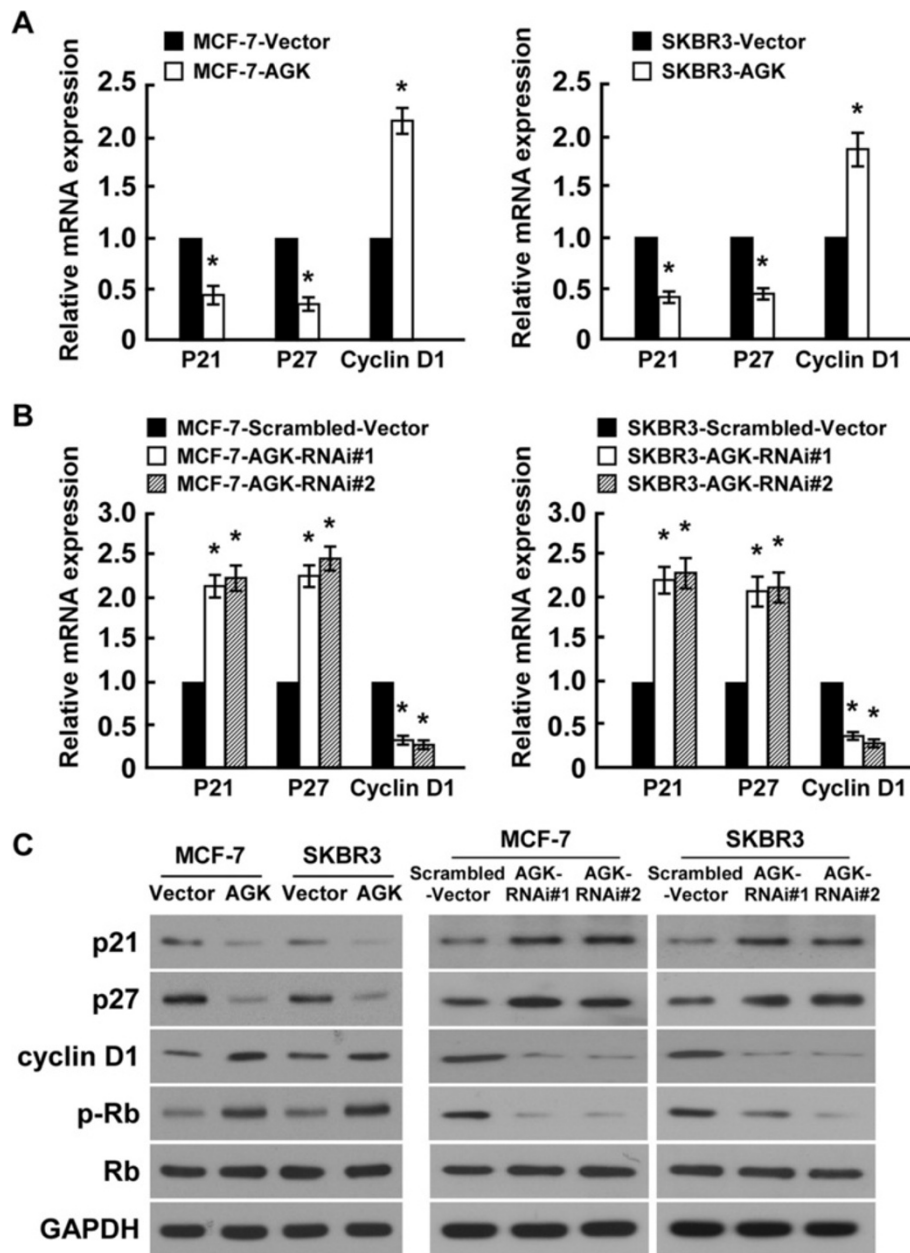 A
MCF-7-Vector
MCF-7-AGK
Relative mRNA expression
2.5
2.0
1.5
1.0
0.5
0
*
*
*
P21 P27 Cyclin D1
SKBR3-Vector
SKBR3-AGK
Relative mRNA expression
2.5
2.0
1.5
1.0
0.5
0
*
*
*
P21 P27 Cyclin D1
B
MCF-7-Scrambled-Vector
MCF-7-AGK-RNAi#1
MCF-7-AGK-RNAi#2
Relative mRNA expression
3.0
2.5
2.0
1.5
1.0
0.5
0
* *
* *
* *
P21 P27 Cyclin D1
SKBR3-Scrambled-Vector
SKBR3-AGK-RNAi#1
SKBR3-AGK-RNAi#2
Relative mRNA expression
3.0
2.5
2.0
1.5
1.0
0.5
0
* *
* *
* *
P21 P27 Cyclin D1
C
MCF-7 SKBR3
Vector AGK Vector AGK
MCF-7
Scrambled AGK- AGK-
-Vector RNAi#1 RNAi#2
SKBR3
Scrambled AGK- AGK-
-Vector RNAi#1 RNAi#2
p21
p27
cyclin D1
p-Rb
Rb
GAPDH